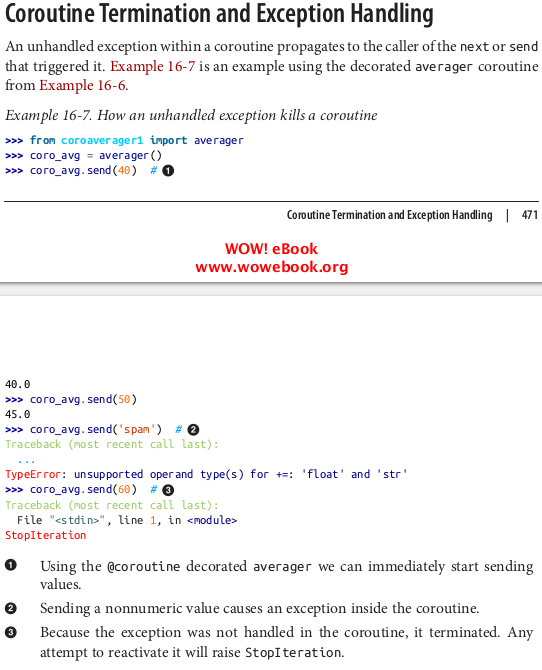 Coroutine Termination and Exception Handling
An unhandled exception within a coroutine propagates to the caller of the next or send
that triggered it. Example 16-7 is an example using the decorated averager coroutine
from Example 16-6.
Example 16-7. How an unhandled exception kills a coroutine
>>> from coroaverager1 import averager
>>> coro_avg = averager()
>>> coro_avg.send(40)  # ❶
Coroutine Termination and Exception Handling | 471
WOW! eBook
www.wowebook.org
40.0
>>> coro_avg.send(50)
45.0
>>> coro_avg.send('spam')  # ❷
Traceback (most recent call last):
  ...
TypeError: unsupported operand type(s) for +=: 'float' and 'str'
>>> coro_avg.send(60)  # ❸
Traceback (most recent call last):
  File "<stdin>", line 1, in <module>
StopIteration
❶ Using the @coroutine decorated averager we can immediately start sending
values.
❷ Sending a nonnumeric value causes an exception inside the coroutine.
❸ Because the exception was not handled in the coroutine, it terminated. Any
attempt to reactivate it will raise StopIteration.